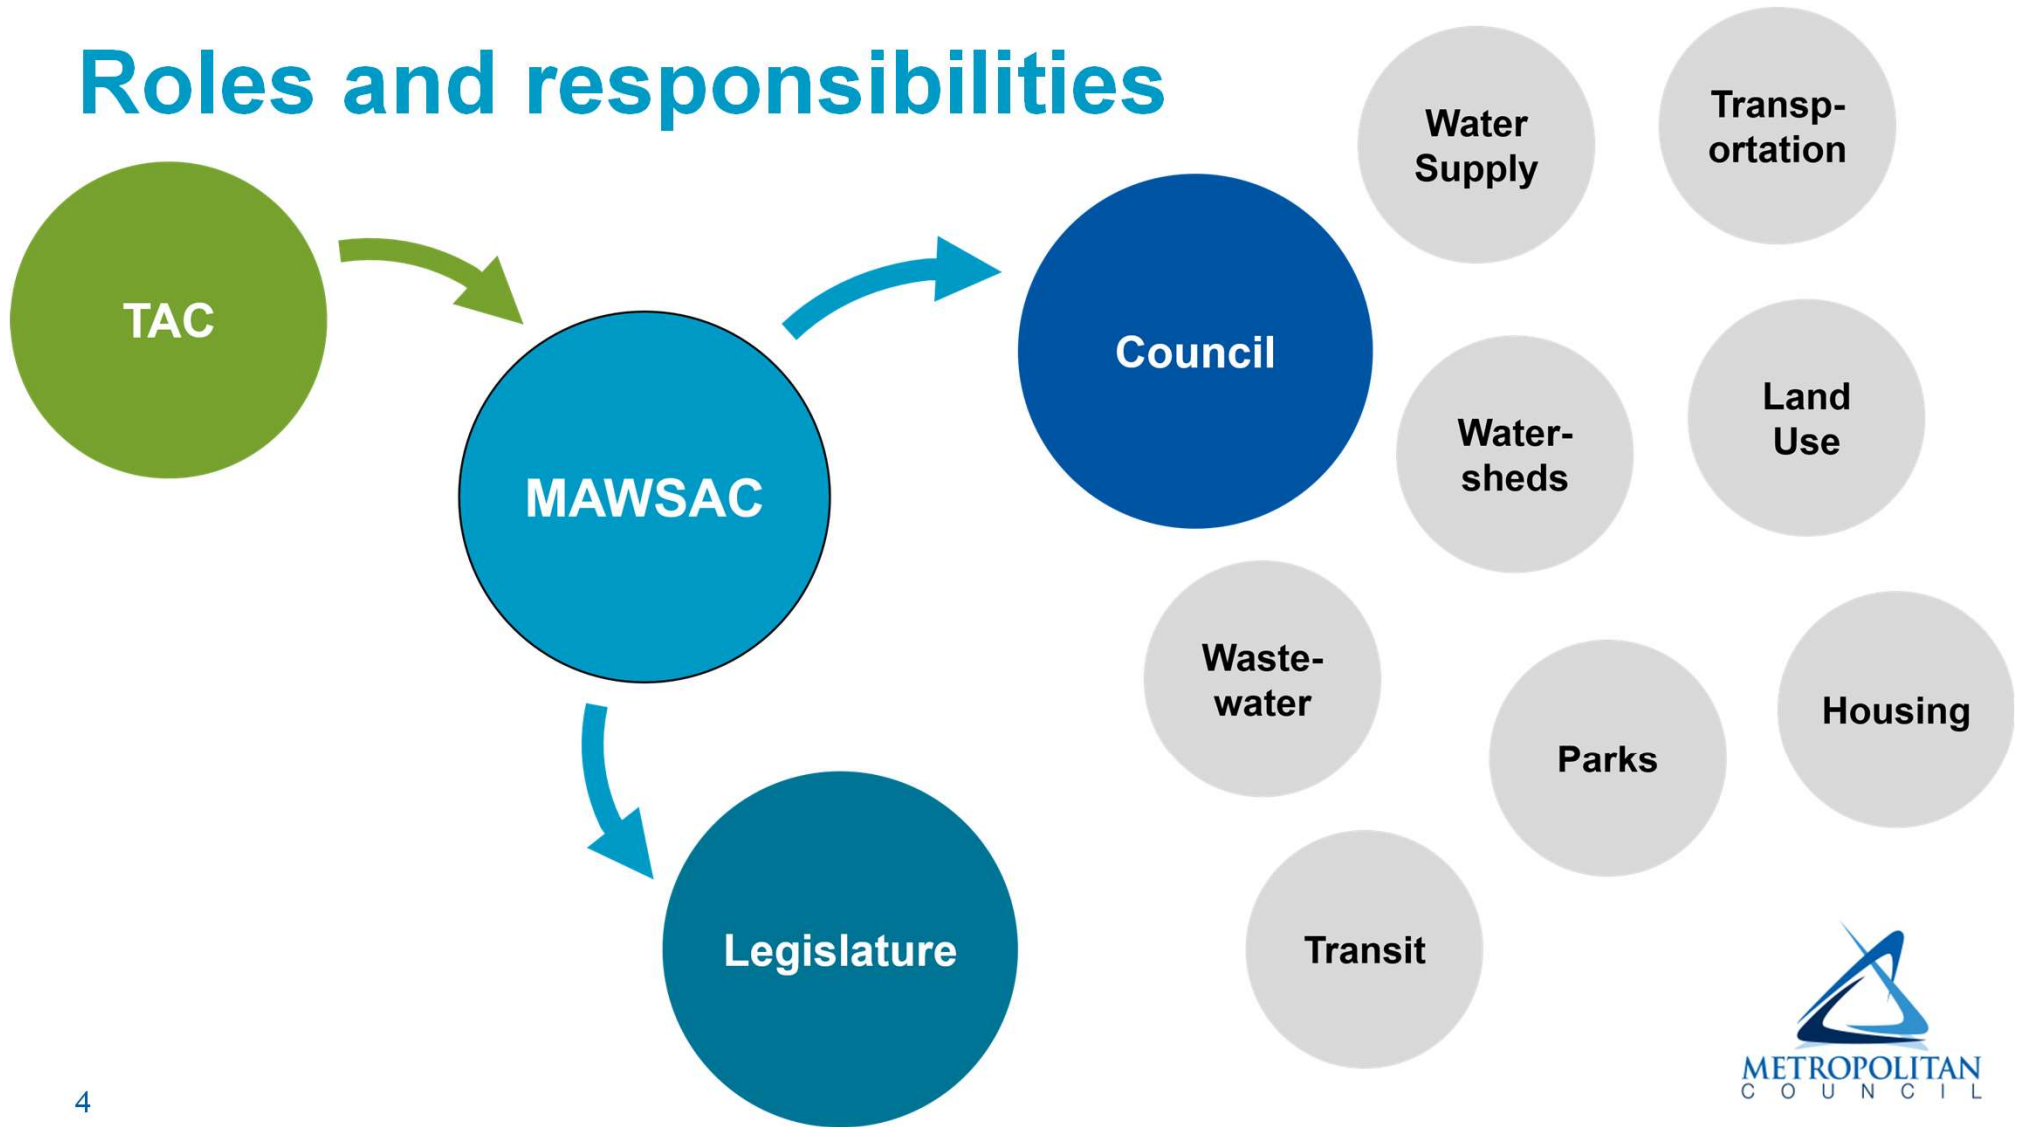 Roles and responsibilities
TAC
MAWSAC
Council
Legislature
Water
Supply
Transp-
ortation
Water-
sheds
Land
Use
Waste-
water
Parks
Housing
Transit
METROPOLITAN
COUNCIL
4